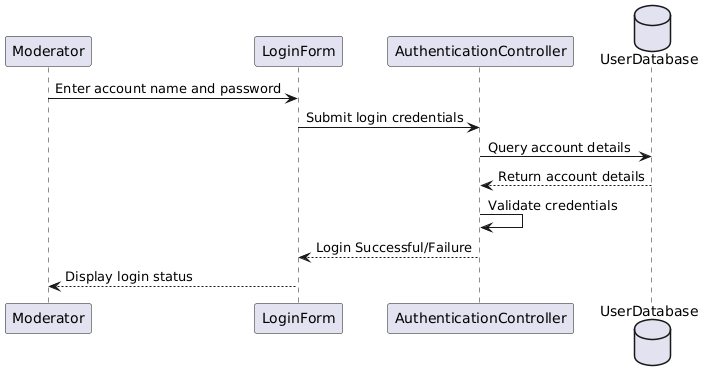 Moderator
LoginForm
AuthenticationController
UserDatabase
Enter account name and password
Submit login credentials
Query account details
Return account details
Validate credentials
Login Successful/Failure
Display login status
Moderator
LoginForm
AuthenticationController
UserDatabase